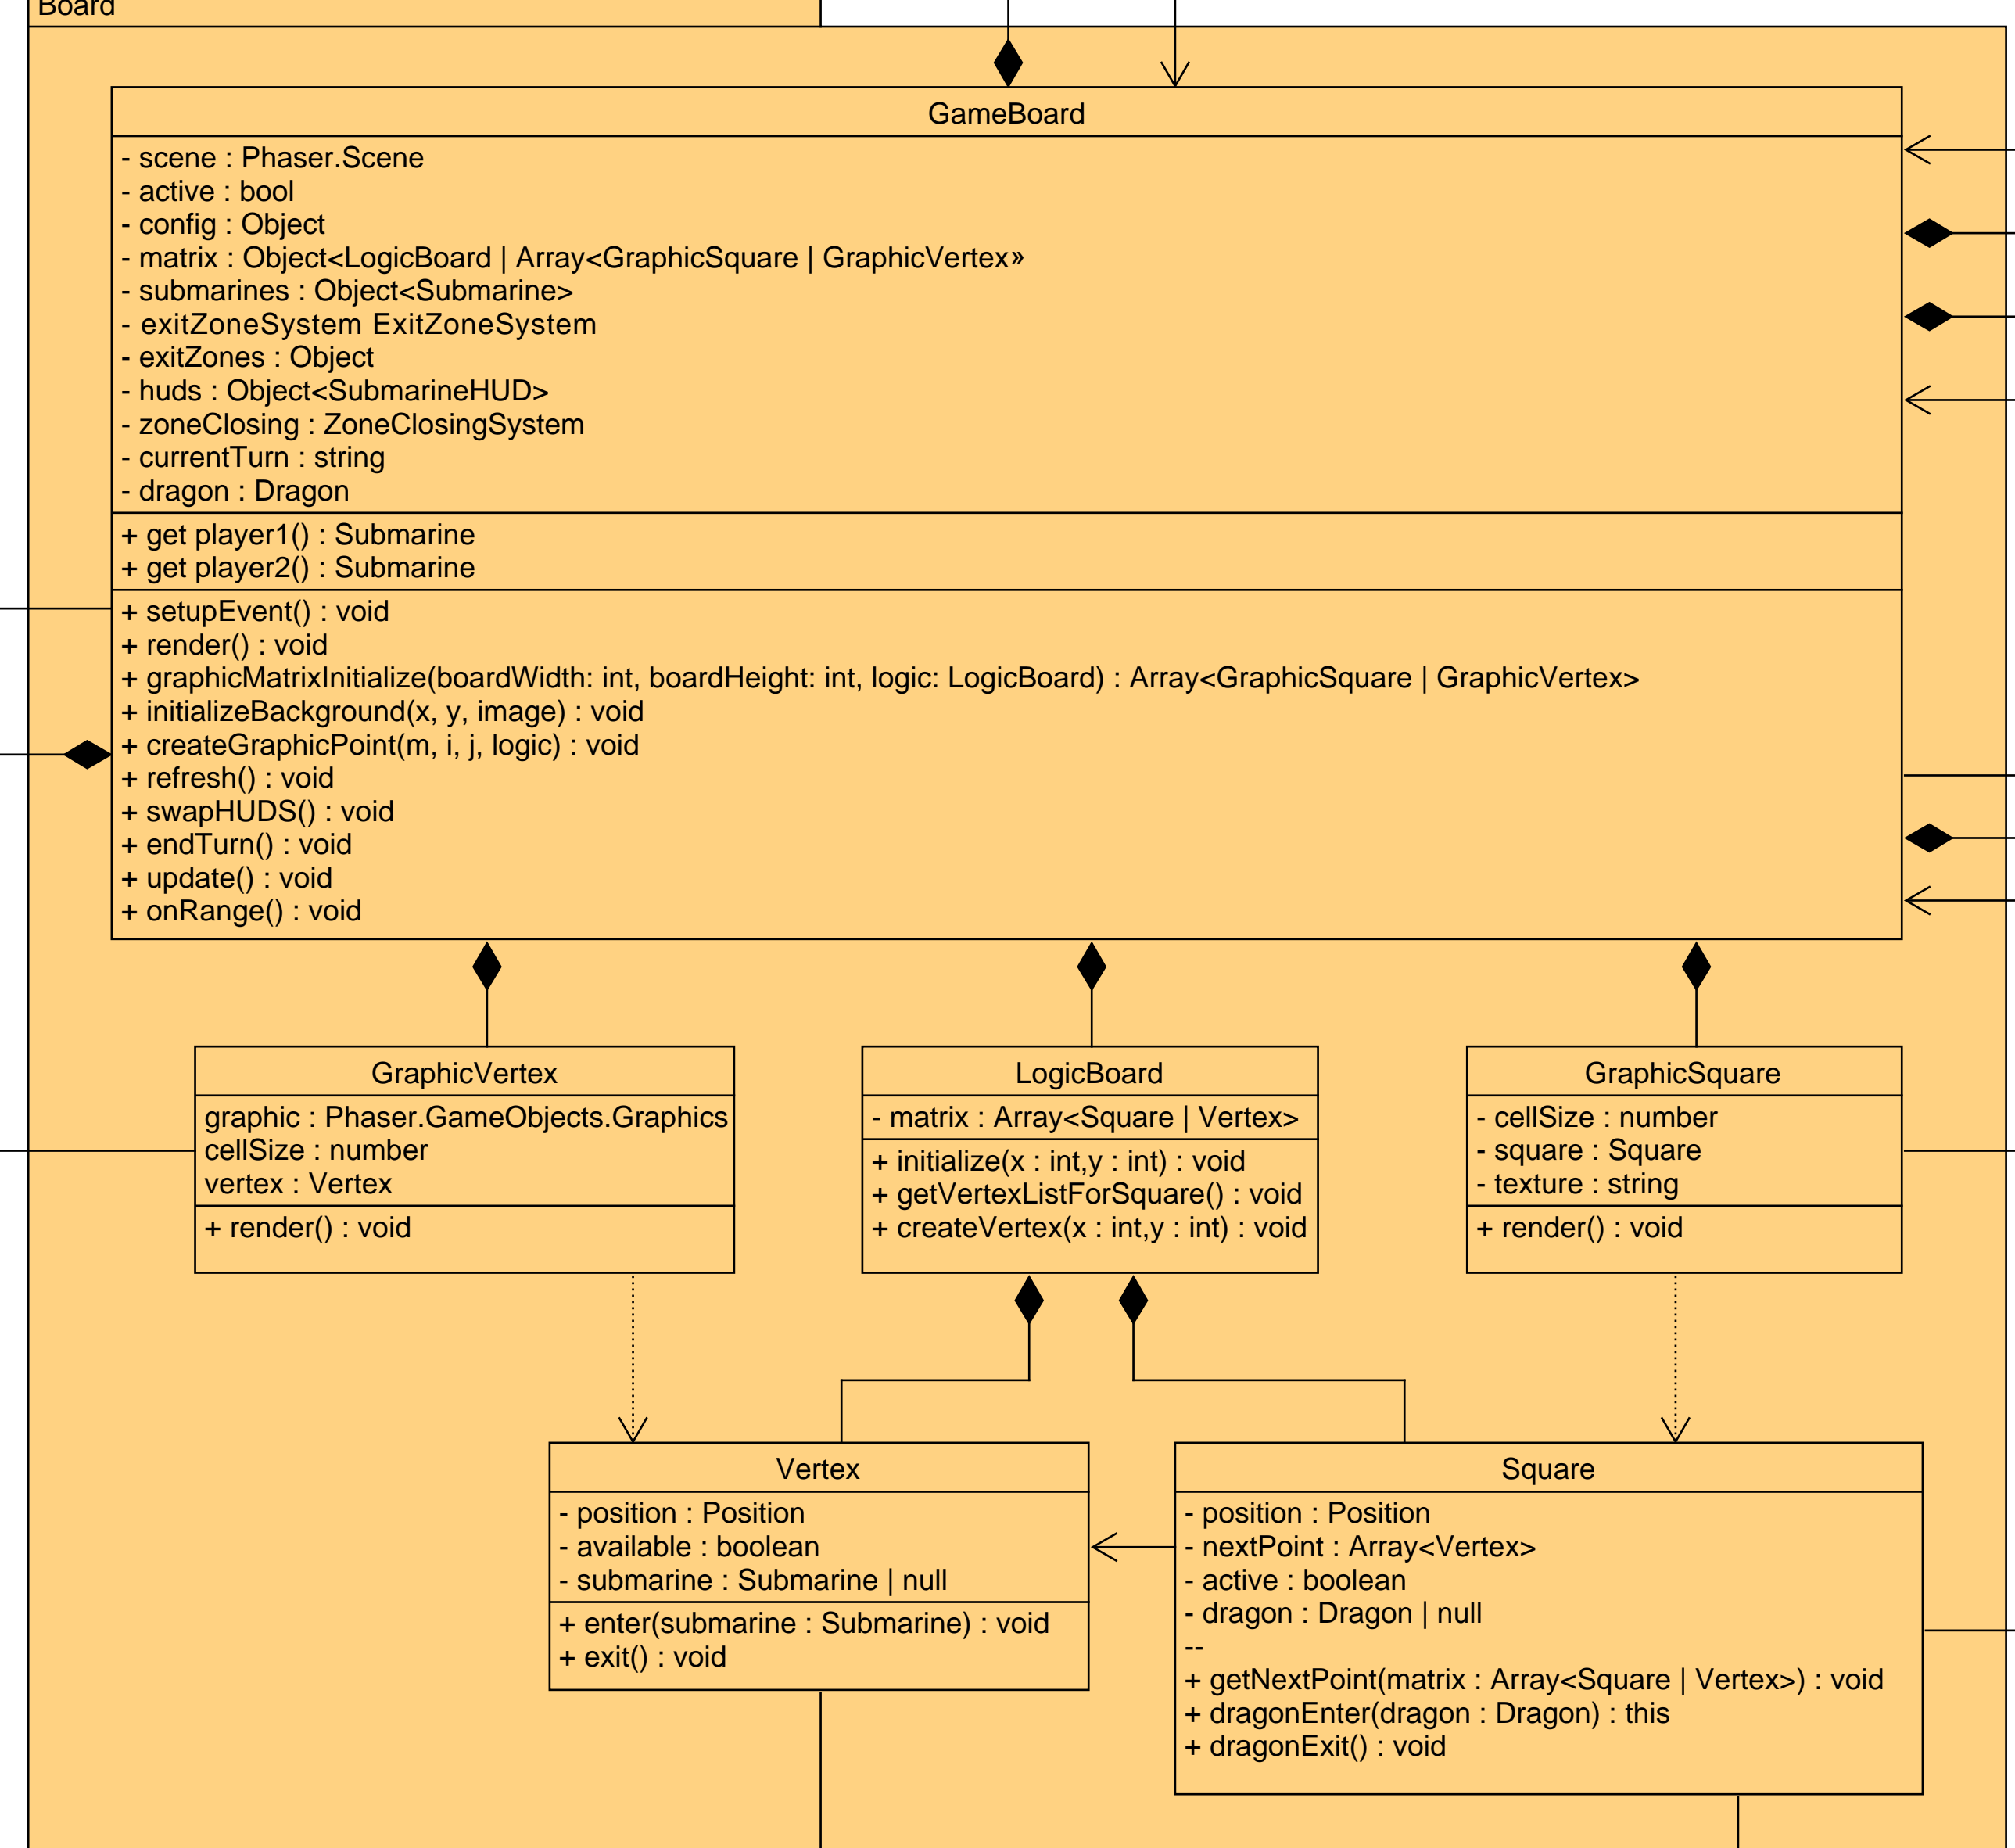 Board
GameBoard
- scene : Phaser.Scene
- active : bool
- config : Object
- matrix : Object<LogicBoard | Array<GraphicSquare | GraphicVertex»
- submarines : Object<Submarine>
- exitZoneSystem ExitZoneSystem
- exitZones : Object
- huds : Object<SubmarineHUD>
- zoneClosing : ZoneClosingSystem
- currentTurn : string
- dragon : Dragon
+ get player1() : Submarine
+ get player2() : Submarine
+ setupEvent() : void
+ render() : void
+ graphicMatrixInitialize(boardWidth: int, boardHeight: int, logic: LogicBoard) : Array<GraphicSquare | GraphicVertex>
+ initializeBackground(x, y, image) : void
+ createGraphicPoint(m, i, j, logic) : void
+ refresh() : void
+ swapHUDS() : void
+ endTurn() : void
+ update() : void
+ onRange() : void
GraphicVertex
graphic : Phaser.GameObjects.Graphics
cellSize : number
vertex : Vertex
+ render() : void
LogicBoard
- matrix : Array<Square | Vertex>
+ initialize(x : int,y : int) : void
+ getVertexListForSquare() : void
+ createVertex(x : int,y : int) : void
GraphicSquare
- cellSize : number
- square : Square
- texture : string
+ render() : void
Vertex
- position : Position
- available : boolean
- submarine : Submarine | null
+ enter(submarine : Submarine) : void
+ exit() : void
Square
- position : Position
- nextPoint : Array<Vertex>
- active : boolean
- dragon : Dragon | null
--
+ getNextPoint(matrix : Array<Square | Vertex>) : void
+ dragonEnter(dragon : Dragon) : this
+ dragonExit() : void